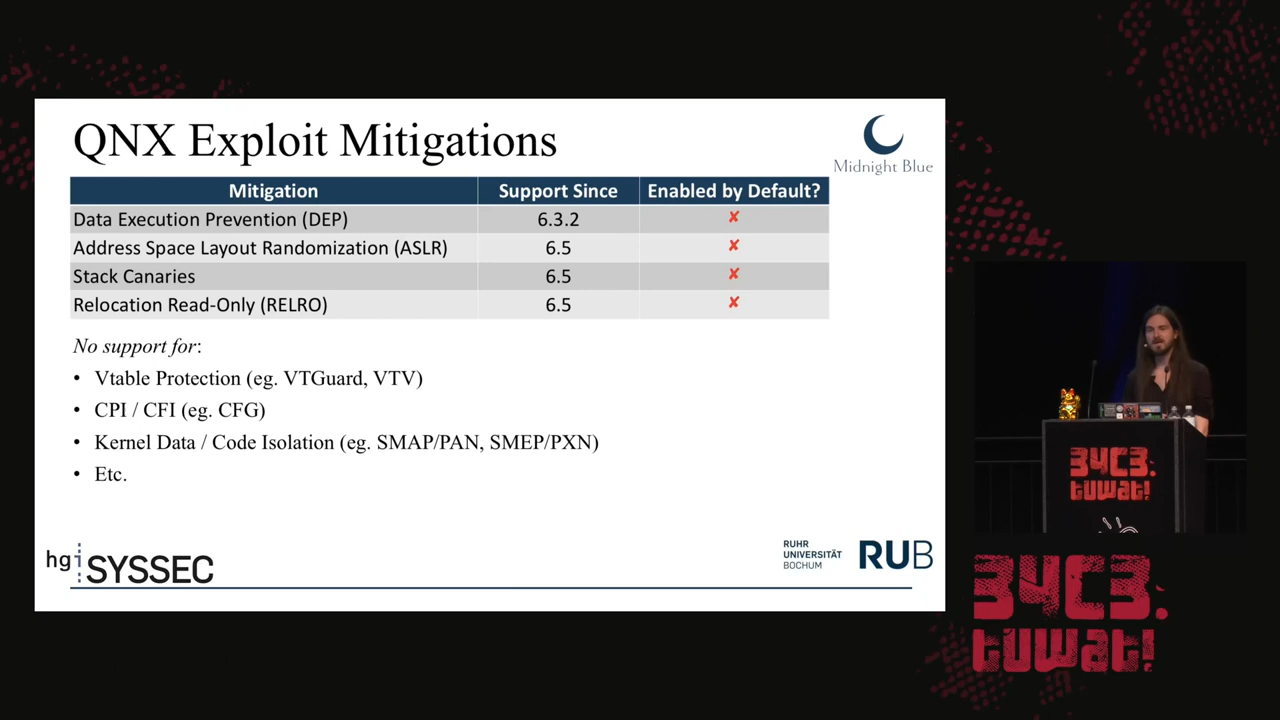 QNX Exploit Mitigations
Midnight Blue
Mitigation Support Since Enabled by Default?
Data Execution Prevention (DEP) 6.3.2 ✘
Address Space Layout Randomization (ASLR) 6.5 ✘
Stack Canaries 6.5 ✘
Relocation Read-Only (RELRO) 6.5 ✘
No support for:
• Vtable Protection (eg. VTGuard, VTV)
• CPI / CFI (eg. CFG)
• Kernel Data / Code Isolation (eg. SMAP/PAN, SMEP/PXN)
• Etc.
hgi SYSSEC
RUHR
UNIVERSITÄT
BOCHUM
RUB
34C3.
tuwat!
34C3.
tuwat!